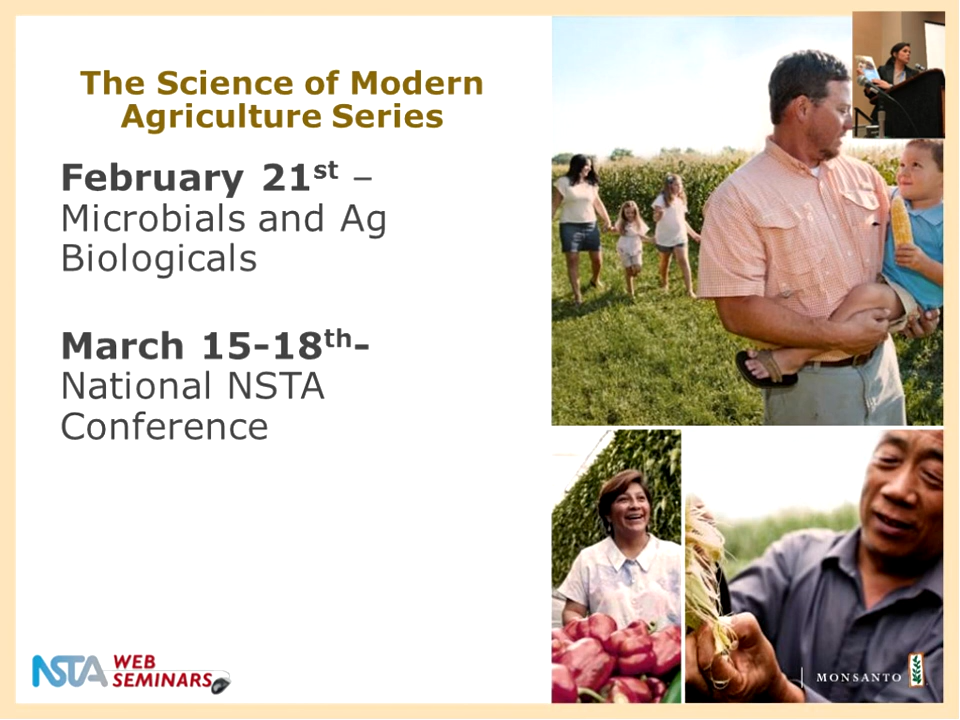 The Science of Modern
Agriculture Series
February 21st –
Microbials and Ag
Biologicals
March 15-18th-
National NSTA
Conference
NSTA WEB
SEMINARS
MONSANTO